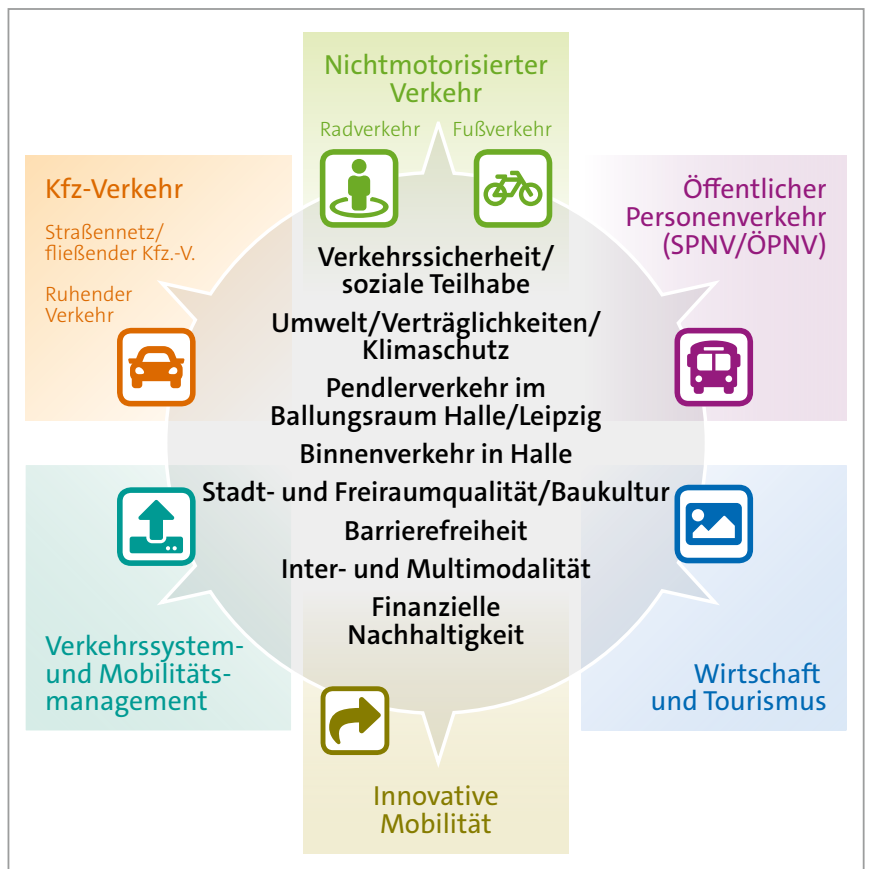 Nichtmotorisierter
Verkehr
Radverkehr
Fußverkehr
Kfz-Verkehr
Straßennetz/
fließender Kfz.-V.
Ruhender
Verkehr
Öffentlicher
Personenverkehr
(SPNV/ÖPNV)
Verkehrssicherheit/
soziale Teilhabe
Umwelt/Verträglichkeiten/
Klimaschutz
Pendlerverkehr im
Ballungsraum Halle/Leipzig
Binnenverkehr in Halle
Stadt- und Freiraumqualität/Baukultur
Barrierefreiheit
Inter- und Multimodalität
Finanzielle
Nachhaltigkeit
Verkehrssystem-
und Mobilitäts-
management
Wirtschaft
und Tourismus
Innovative
Mobilität